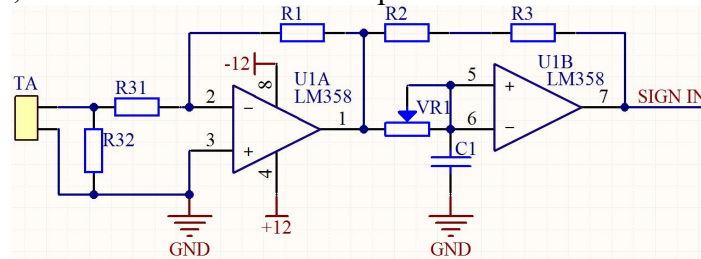 R1
R2
R3
-12
8
U1A
LM358
U1B
LM358
TA
R31
2
5
VR1
7
SIGN IN
R32
3
1
6
4
C1
+12
GND
GND